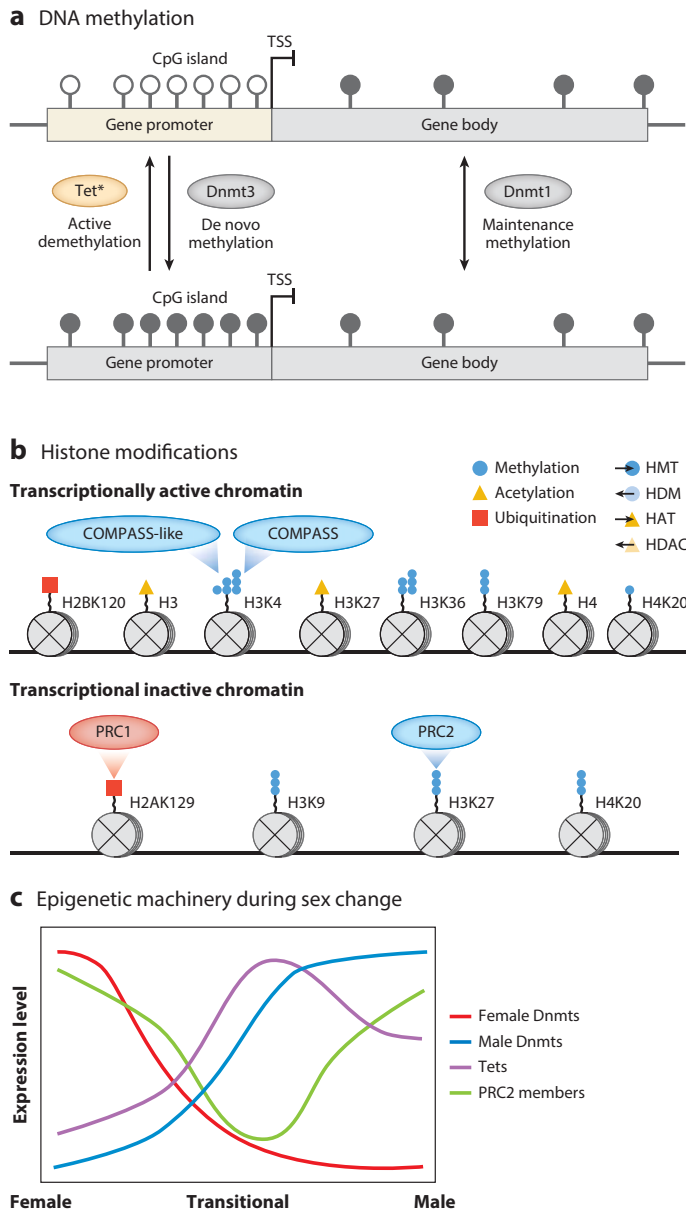 a DNA methylation
TSS
CpG island
Gene promoter
Gene body
Tet*
Dnmt3
Dnmt1
Active
demethylation
De novo
methylation
Maintenance
methylation
TSS
CpG island
Gene promoter
Gene body
b Histone modifications
Transcriptionally active chromatin
Methylation
Acetylation
Ubiquitination
HMT
HDM
HAT
HDAC
COMPASS-like
COMPASS
H2BK120
H3
H3K4
H3K27
H3K36
H3K79
H4
H4K20
Transcriptional inactive chromatin
PRC1
PRC2
H2AK129
H3K9
H3K27
H4K20
c Epigenetic machinery during sex change
Expression level
Female Dnmts
Male Dnmts
Tets
PRC2 members
Female
Transitional
Male